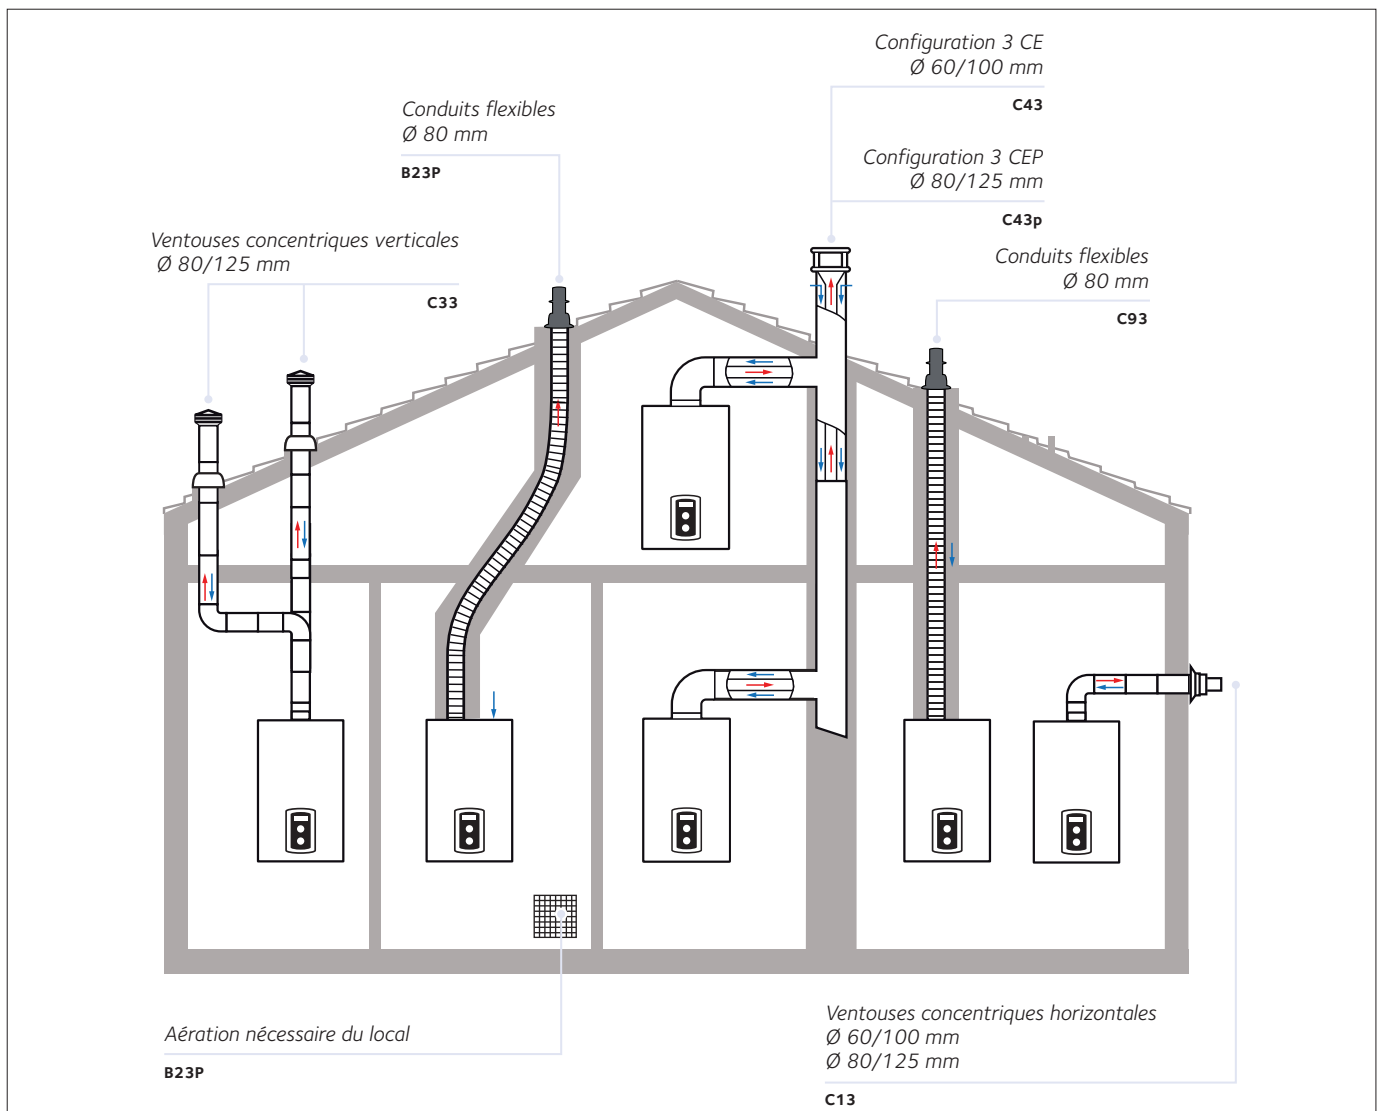 Configuration 3 CE
Ø 60/100 mm
C43
Conduits flexibles
Ø 80 mm
B23P
Configuration 3 CEP
Ø 80/125 mm
C43p
Ventouses concentriques verticales
Ø 80/125 mm
C33
Conduits flexibles
Ø 80 mm
C93
Aération nécessaire du local
B23P
Ventouses concentriques horizontales
Ø 60/100 mm
Ø 80/125 mm
C13